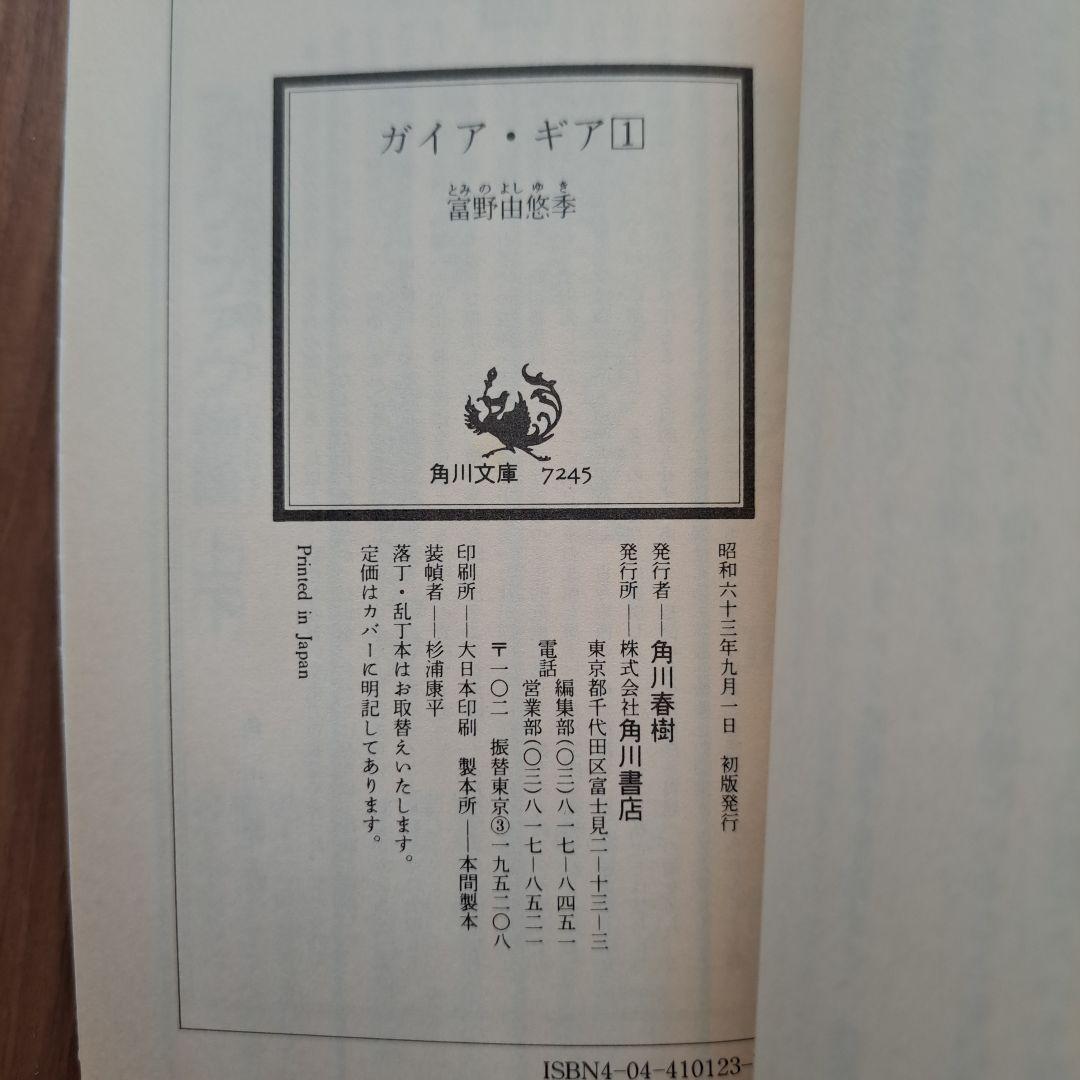 ガイア・ギア1
とみのよしゆき
富野由悠季
角川文庫 7245
昭和六十三年九月一日 初版発行
発行者――角川春樹
発行所――株式会社角川書店
東京都千代田区富士見二―十三―三
電話 編集部(〇三)八一七―八四五一
営業部(〇三)八一七―八五二一
〒一〇二 振替東京③一九五二〇八
印刷所――大日本印刷 製本所――本間製本
装幀者――杉浦康平
落丁・乱丁本はお取替えいたします。
定価はカバーに明記してあります。
Printed in Japan
ISBN4-04-410123-